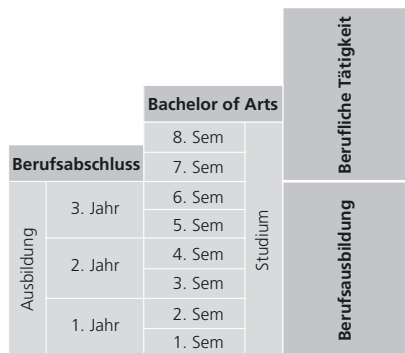 Berufliche Tätigkeit
Bachelor of Arts
8. Sem
Berufsabschluss
7. Sem
Ausbildung
3. Jahr
6. Sem
5. Sem
Studium
Berufsausbildung
2. Jahr
4. Sem
3. Sem
1. Jahr
2. Sem
1. Sem